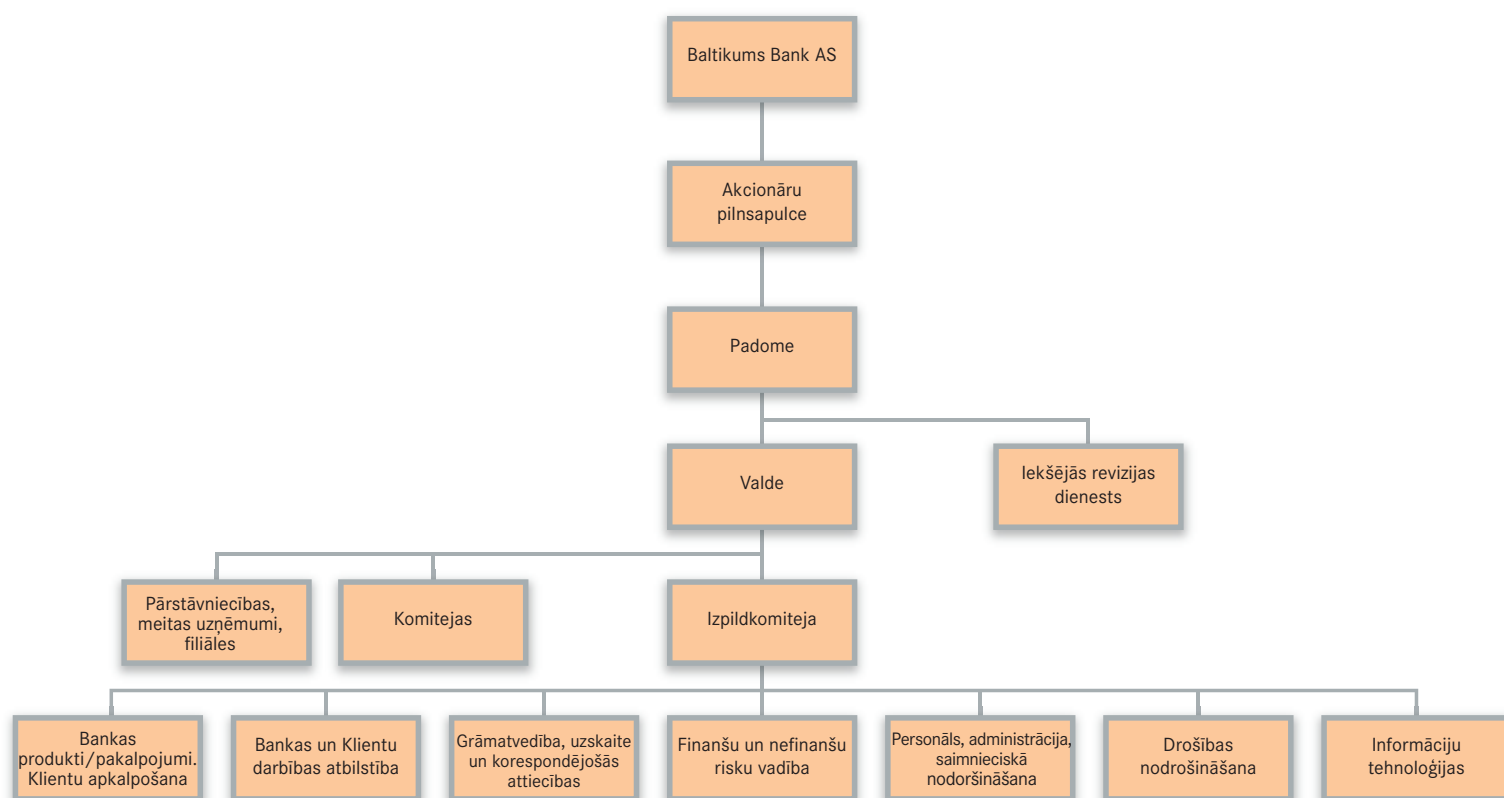 Baltikums Bank AS
Akcionāru
pilnsapulce
Padome
Valde
Iekšējās revizijas
dienests
Pārstāvniecības,
meitas uzņēmumi,
filiāles
Komitejas
Izpildkomiteja
Bankas
produkti/pakalpojumi.
Klientu apkalpošana
Bankas un Klientu
darbības atbilstība
Grāmatvedība, uzskaite
un korespondējošās
attiecības
Finanšu un nefinanšu
risku vadība
Personāls, administrācija,
saimnieciskā
nodoršināšana
Drošības
nodrošināšana
Informāciju
tehnoloģijas